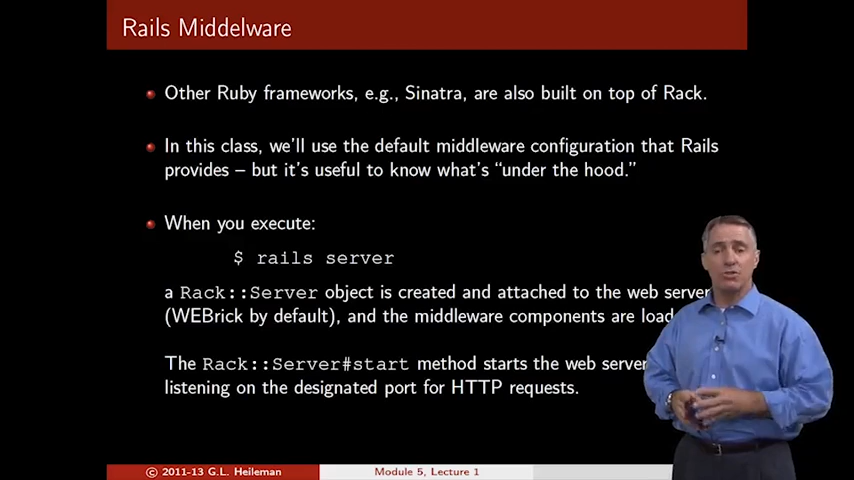 Rails Middelware
Other Ruby frameworks, e.g., Sinatra, are also built on top of Rack.
In this class, we'll use the default middleware configuration that Rails
provides – but it's useful to know what's “under the hood.”
When you execute:
$ rails server
a Rack::Server object is created and attached to the web server
(WEBrick by default), and the middleware components are
The Rack::Server#start method starts the web server
listening on the designated port for HTTP requests.
© 2011-13 G.L. Heileman
Module 5, Lecture 1